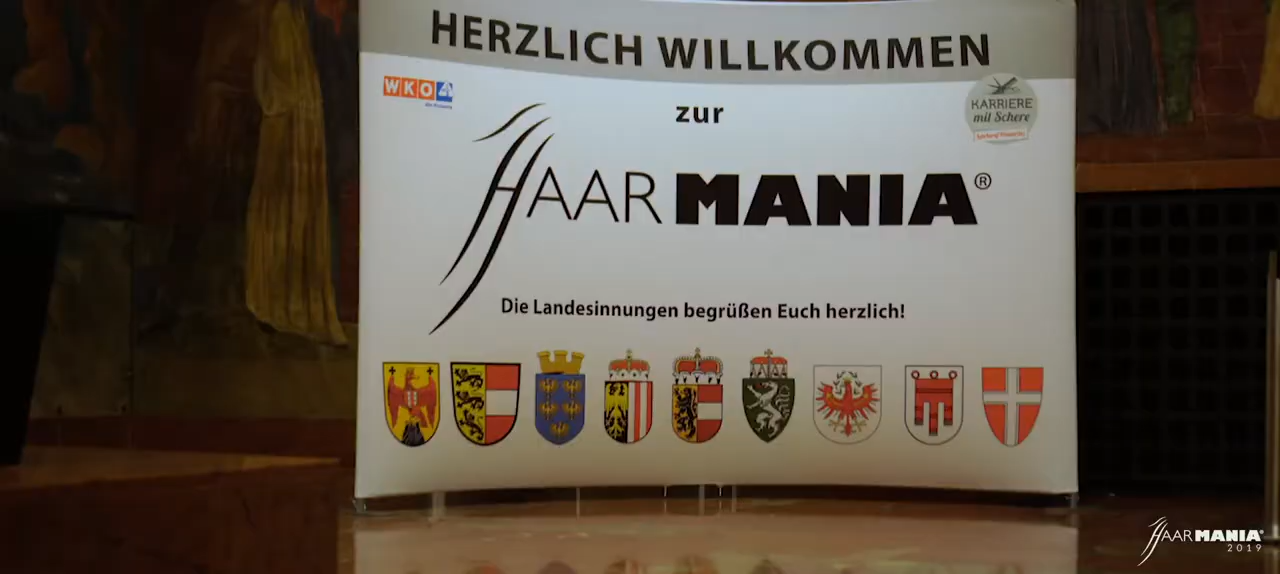 HERZLICH WILLKOMMEN
WKO
zur
KARRIERE
mit Schere
HAARMANIA®
Die Landesinnungen begrüßen Euch herzlich!
HAARMANIA®
2019